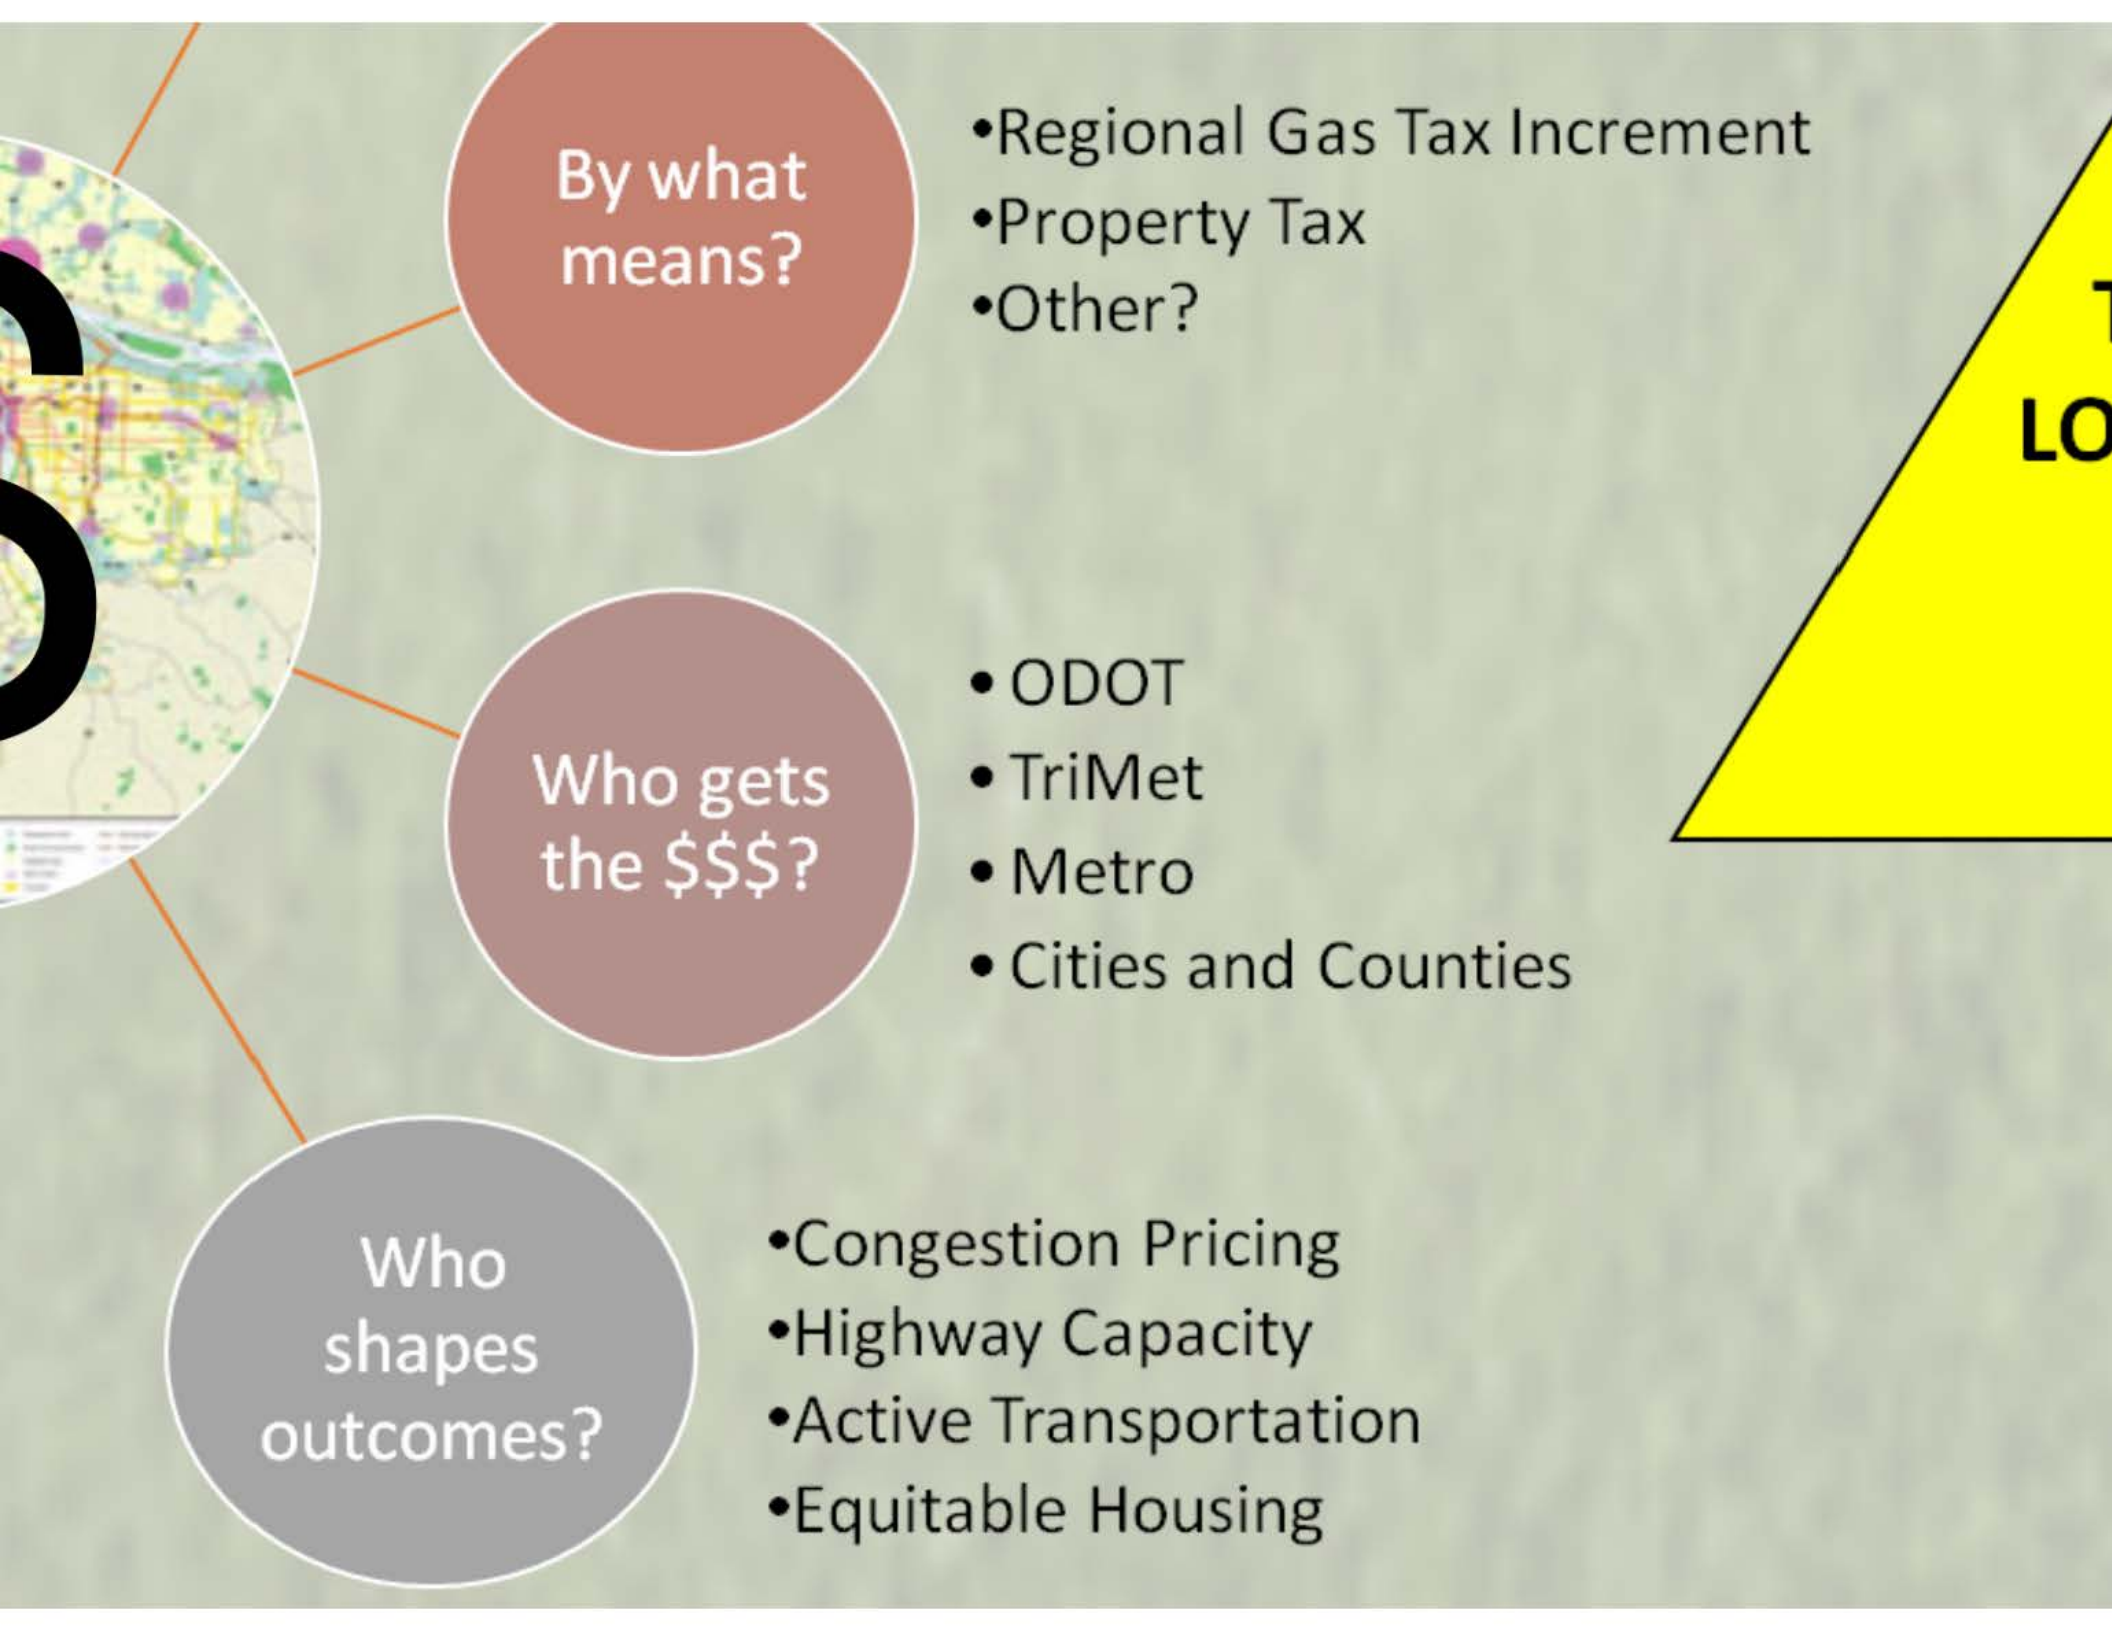 By what
means?
•Regional Gas Tax Increment
•Property Tax
•Other?
$
T
LO
Who gets
the $$$?
• ODOT
• TriMet
• Metro
• Cities and Counties
Who
shapes
outcomes?
•Congestion Pricing
•Highway Capacity
•Active Transportation
•Equitable Housing